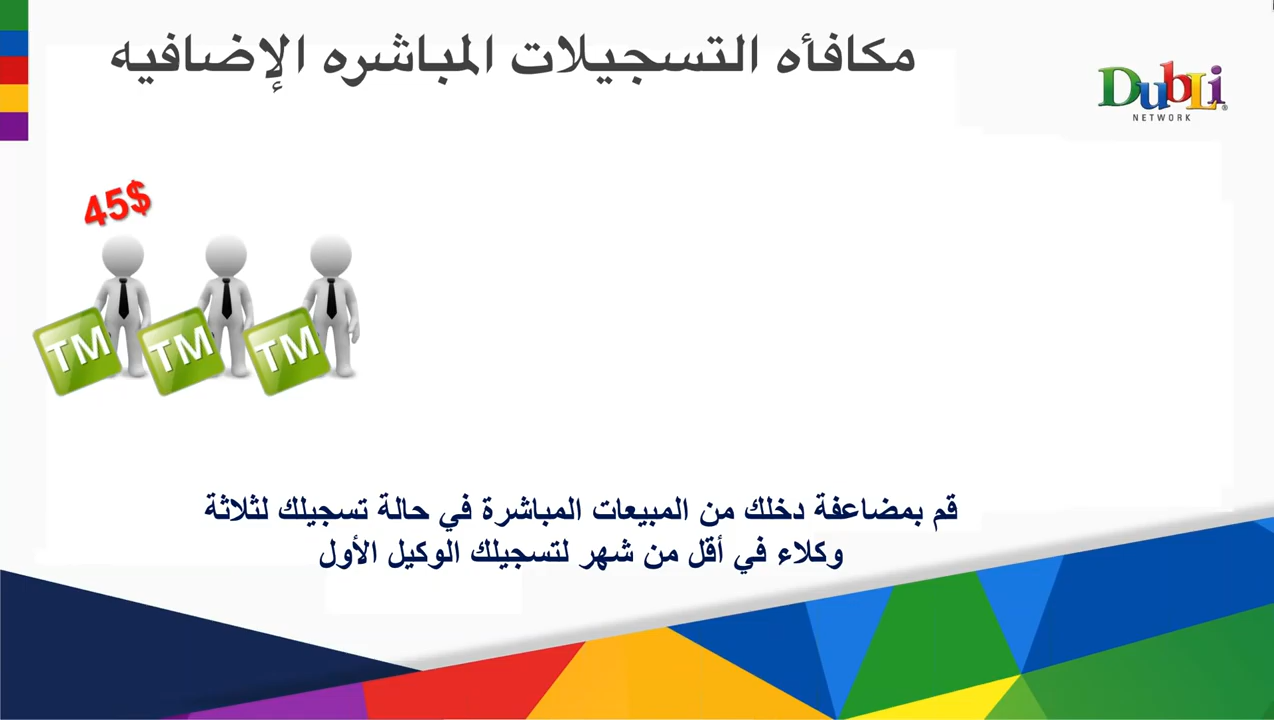 مكافأه التسجيلات المباشره الإضافيه
DubLi®
NETWORK
45$
TM TM TM
قم بمضاعفة دخلك من المبيعات المباشرة في حالة تسجيلك لثلاثة
وكلاء في أقل من شهر لتسجيلك الوكيل الأول